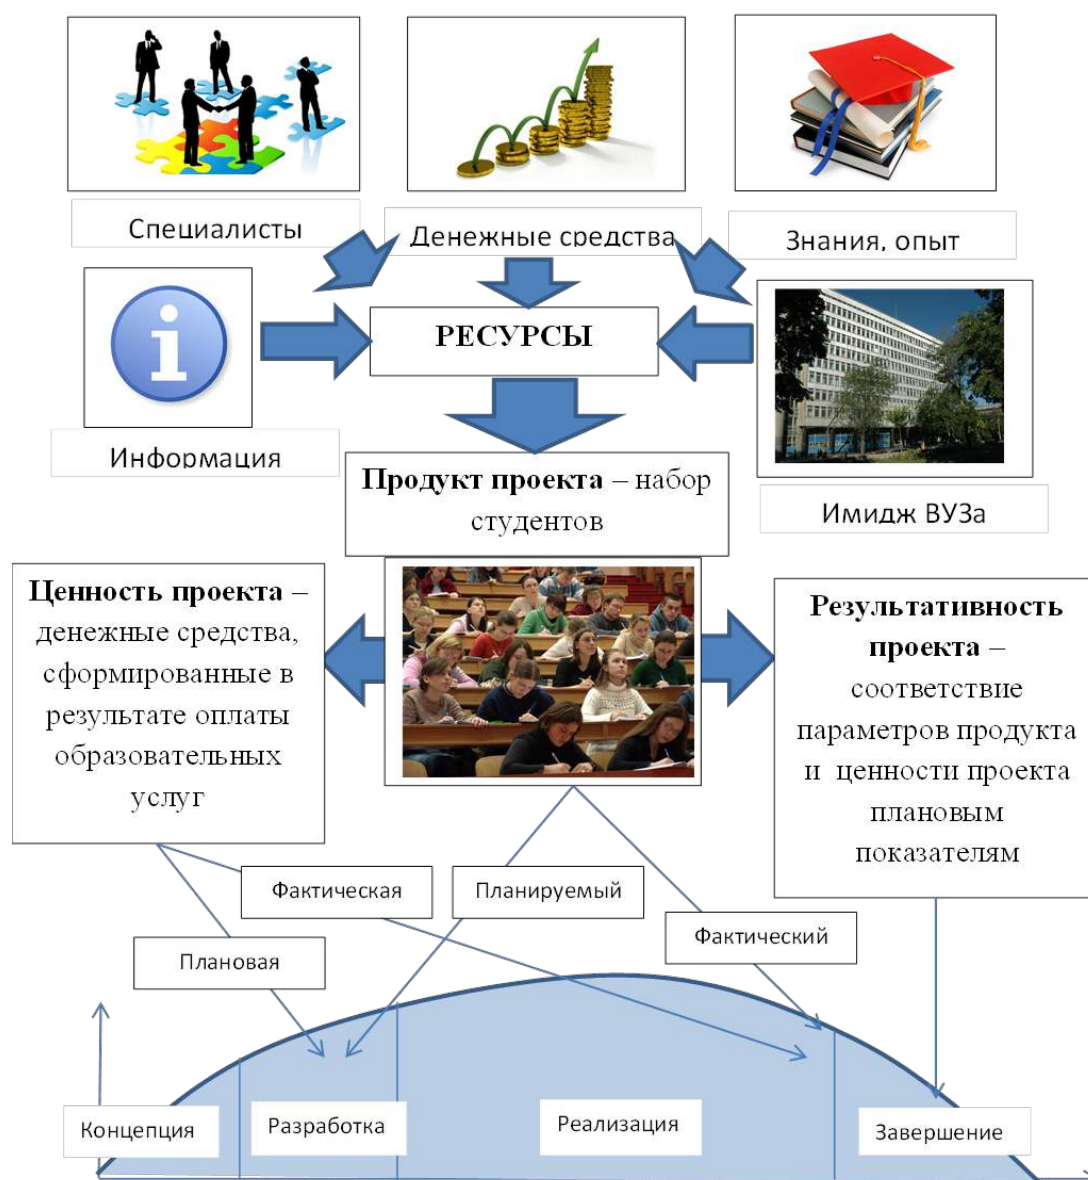 Специалисты
Денежные средства
Знания, опыт
РЕСУРСЫ
Информация
Имидж ВУЗа
Продукт проекта – набор
студентов
Ценность проекта –
денежные средства,
сформированные в
результате оплаты
образовательных
услуг
Результативность
проекта –
соответствие
параметров продукта
и ценности проекта
плановым
показателям
Фактическая
Планируемый
Фактический
Плановая
Концепция
Разработка
Реализация
Завершение